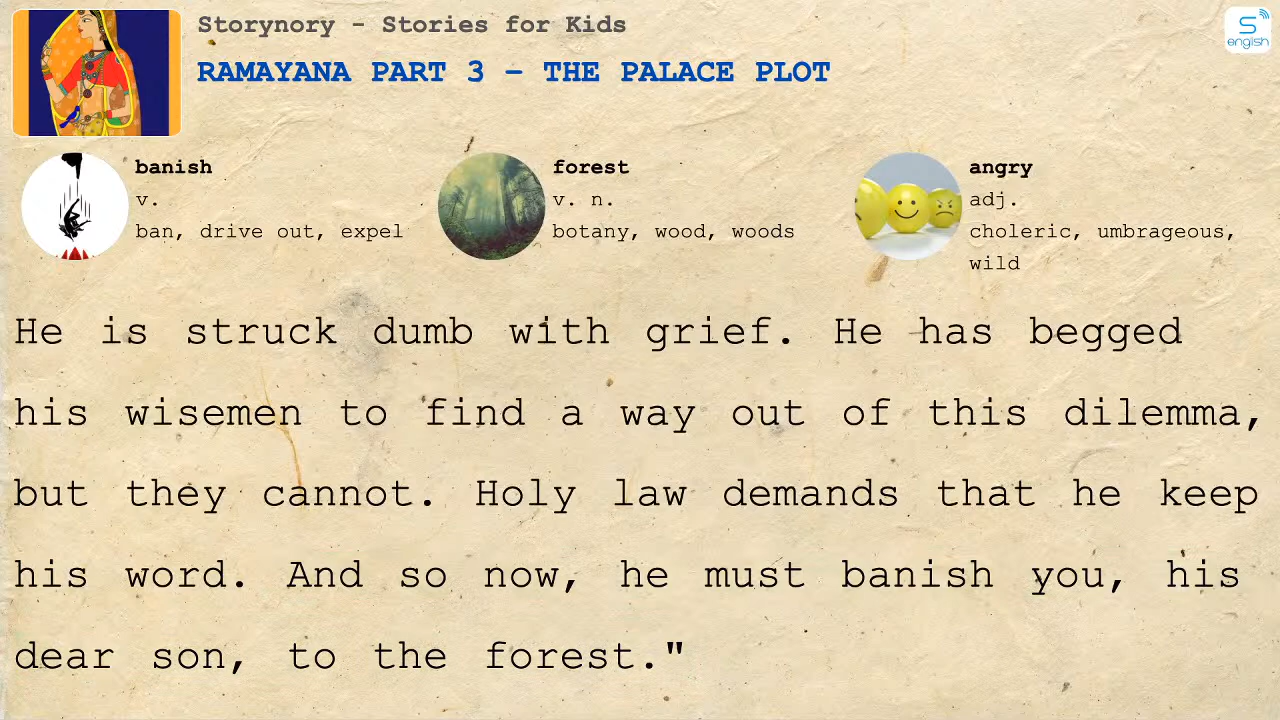 Storynory - Stories for Kids
RAMAYANA PART 3 – THE PALACE PLOT
S
english
banish
v.
ban, drive out, expel
forest
v. n.
botany, wood, woods
angry
adj.
choleric, umbrageous,
wild
He is struck dumb with grief. He has begged
his wisemen to find a way out of this dilemma,
but they cannot. Holy law demands that he keep
his word. And so now, he must banish you, his
dear son, to the forest."